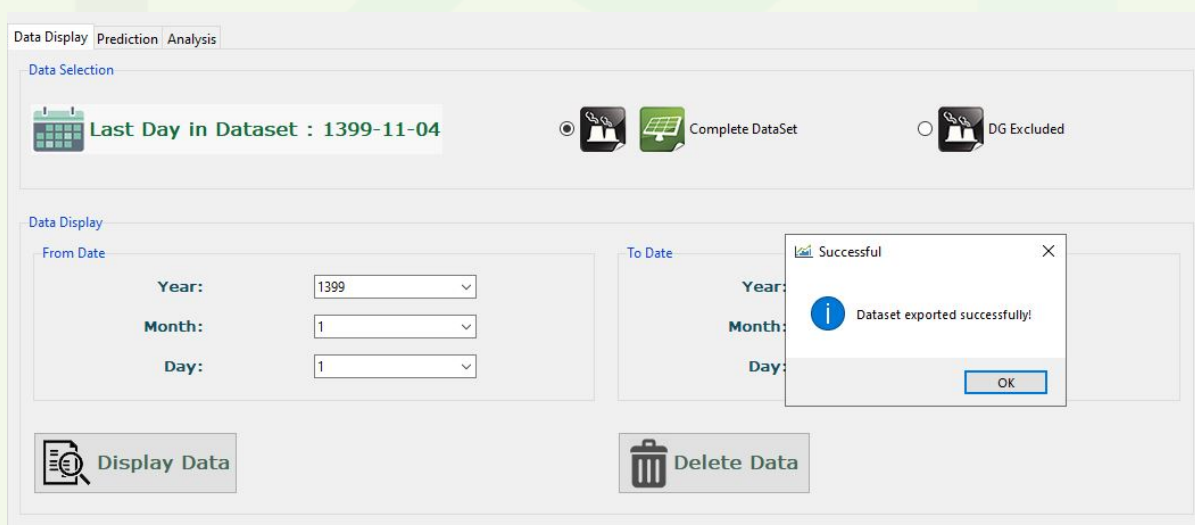 Data Display Prediction Analysis
Data Selection
Last Day in Dataset : 1399-11-04
Complete DataSet
DG Excluded
Data Display
From Date
Year: 1399
Month: 1
Day: 1
To Date
Year:
Month:
Day:
Successful
Dataset exported successfully!
OK
Display Data
Delete Data